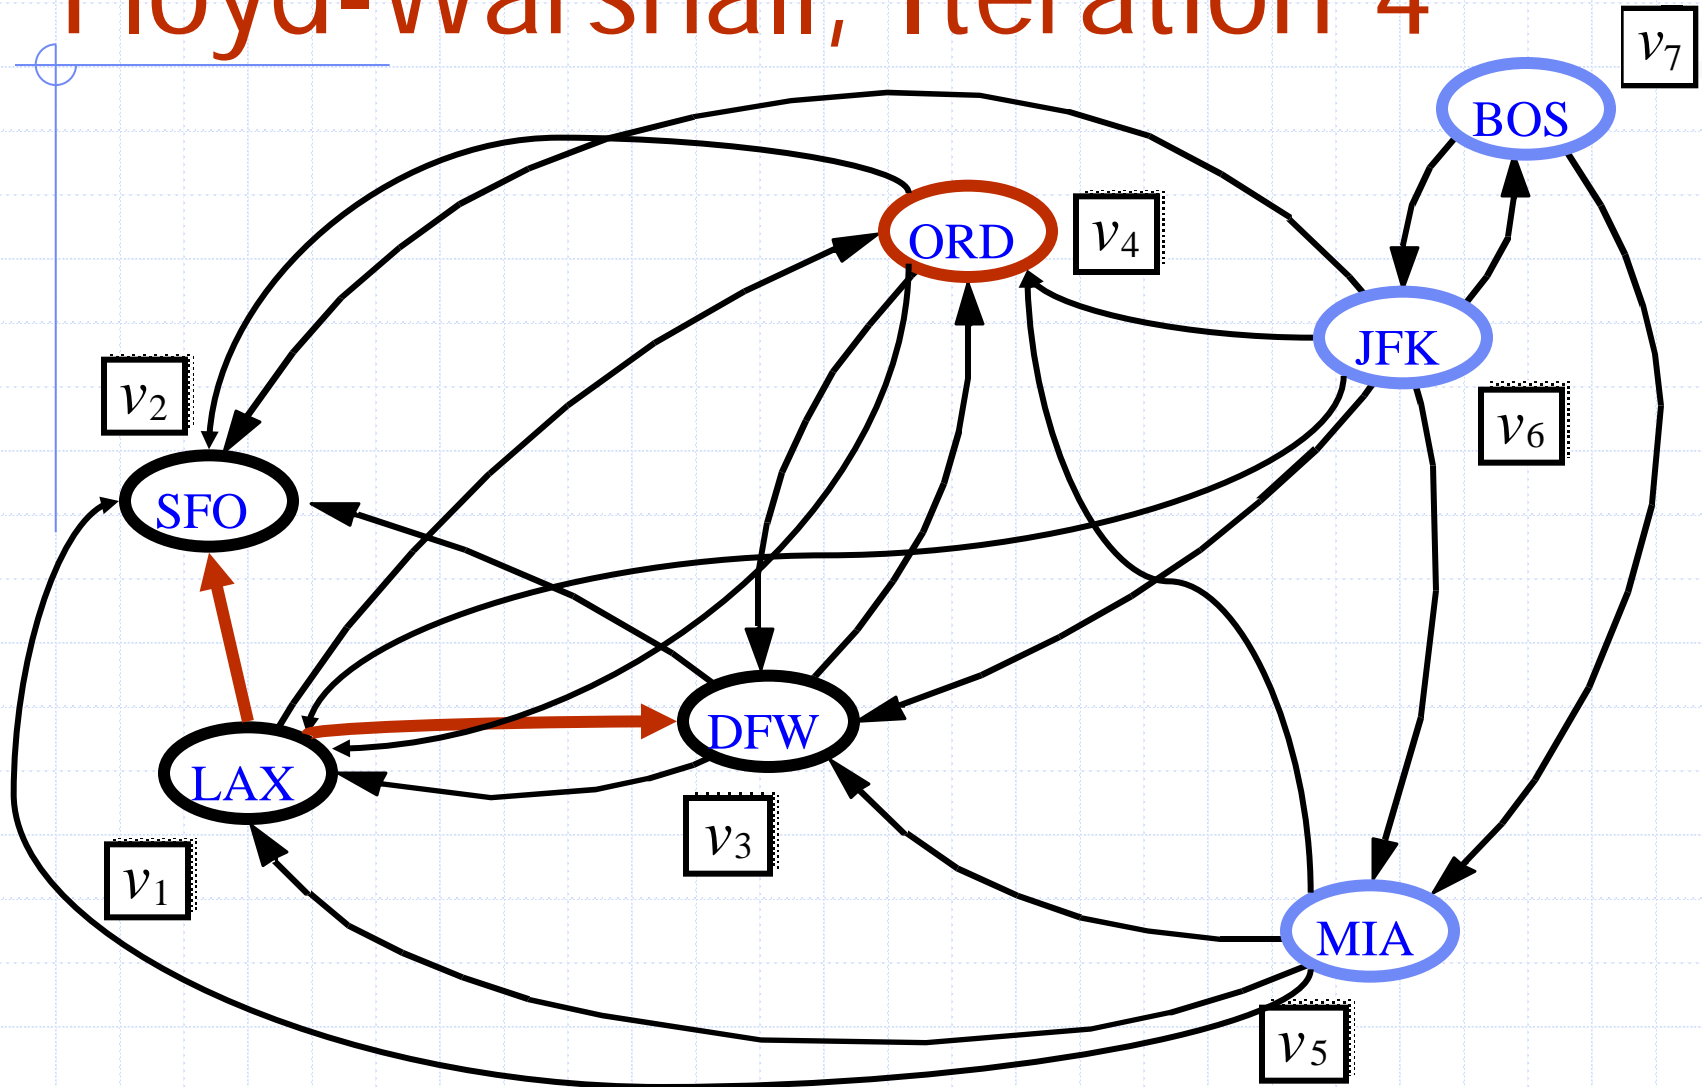 Floyd-Warshall, Iteration 4
v7
BOS
ORD
v4
JFK
v2
v6
SFO
DFW
LAX
v3
v1
MIA
v5